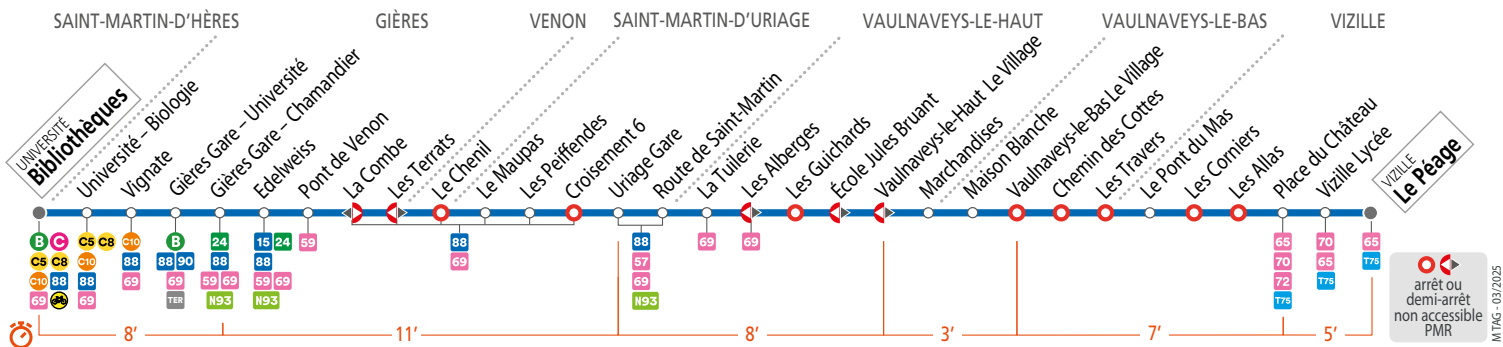 SAINT-MARTIN-D'HÈRES
GIÈRES
VENON
SAINT-MARTIN-D'URIAGE
VAULNAVEYS-LE-HAUT
VAULNAVEYS-LE-BAS
VIZILLE
UNIVERSITÉ
Bibliothèques
Université – Biologie
Vignate
Gières Gare – Université
Gières Gare – Chamandier
Edelweiss
Pont de Venon
La Combe
Les Terrats
Le Chenil
Le Maupas
Les Peiffendes
Croisement 6
Uriage Gare
Route de Saint-Martin
La Tuilerie
Les Alberges
Les Guichards
École Jules Bruant
Vaulnaveys-le-Haut Le Village
Marchandises
Maison Blanche
Vaulnaveys-le-Bas Le Village
Chemin des Cottes
Les Travers
Le Pont du Mas
Les Corniers
Les Allas
Place du Château
Vizille Lycée
VIZILLE
Le Péage
B C
C5 C8
C10 88
69
C5 C8
C10
88
69
C10
88
69
B
88 90
69
TER
24
88
59 69
N93
15 24
88
59 69
N93
59
88
69
88
57
69
N93
69
69
65
70
72
T75
70
65
T75
65
T75
8'
11'
8'
3'
7'
5'
arrêt ou
demi-arrêt
non accessible
PMR
M TAG - 03/2025